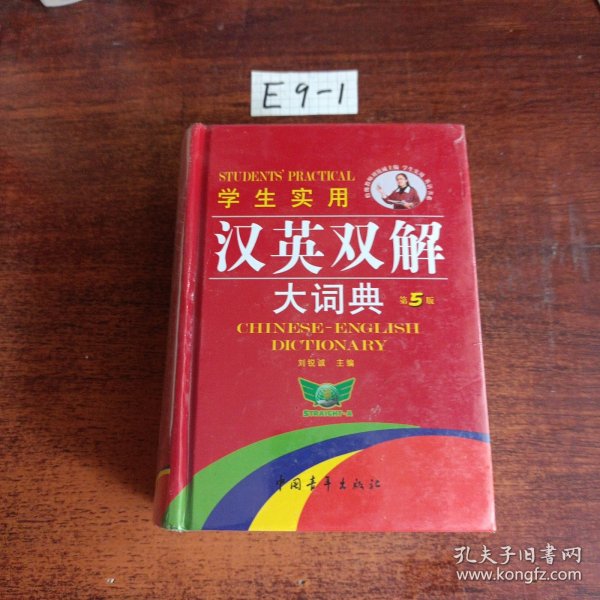 E9-1
STUDENTS' PRACTICAL
学生实用
汉英双解
大词典 第5版
CHINESE-ENGLISH
DICTIONARY
刘锐诚 主编
STRAIGHT-A
中国青年出版社
孔夫子旧书网
www.kongfz.com